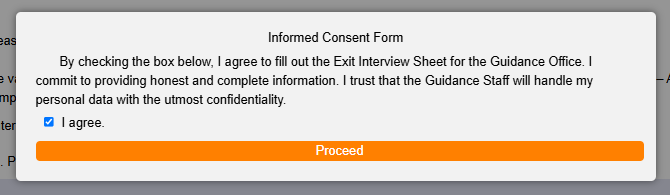 Informed Consent Form
By checking the box below, I agree to fill out the Exit Interview Sheet for the Guidance Office. I
commit to providing honest and complete information. I trust that the Guidance Staff will handle my
personal data with the utmost confidentiality.
I agree.
Proceed